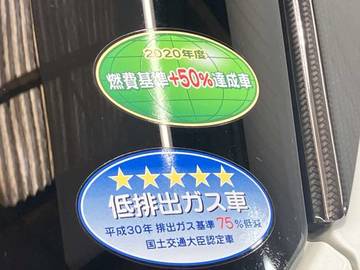 2020年度
燃費基準+50%達成車
低排出ガス車
平成30年 排出ガス基準 75%低減
国土交通大臣認定車